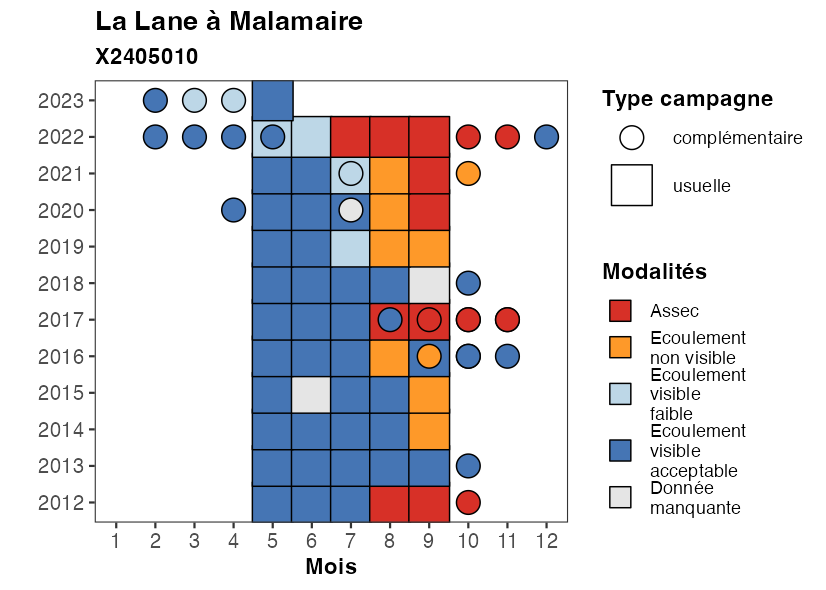 La Lane à Malamaire
X2405010
2023
2022
2021
2020
2019
2018
2017
2016
2015
2014
2013
2012
1 2 3 4 5 6 7 8 9 10 11 12
Mois
Type campagne
complémentaire
usuelle
Modalités
Assec
Ecoulement
non visible
Ecoulement
visible
faible
Ecoulement
visible
acceptable
Donnée
manquante